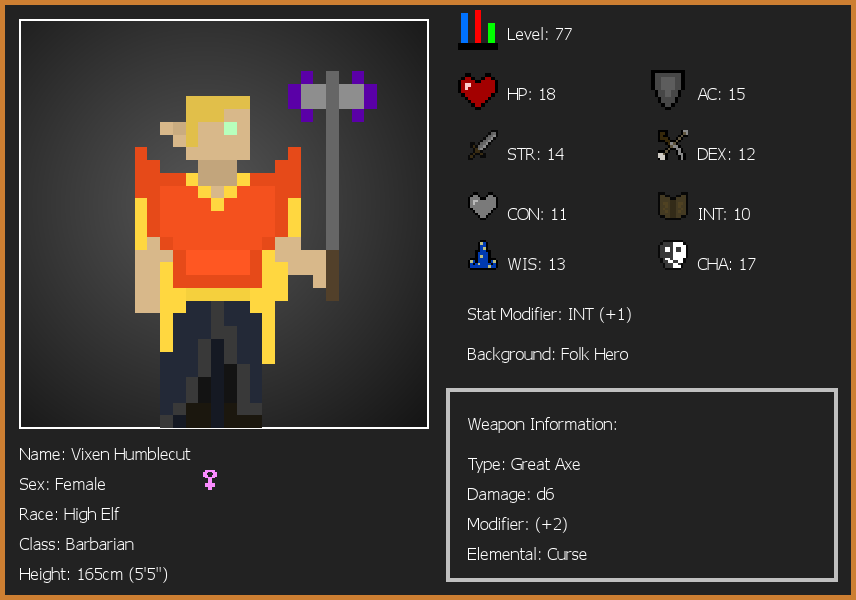 Level: 77
HP: 18
AC: 15
STR: 14
DEX: 12
CON: 11
INT: 10
WIS: 13
CHA: 17
Stat Modifier: INT (+1)
Background: Folk Hero
Weapon Information:
Type: Great Axe
Damage: d6
Modifier: (+2)
Elemental: Curse
Name: Vixen Humblecut
Sex: Female
Race: High Elf
Class: Barbarian
Height: 165cm (5'5")